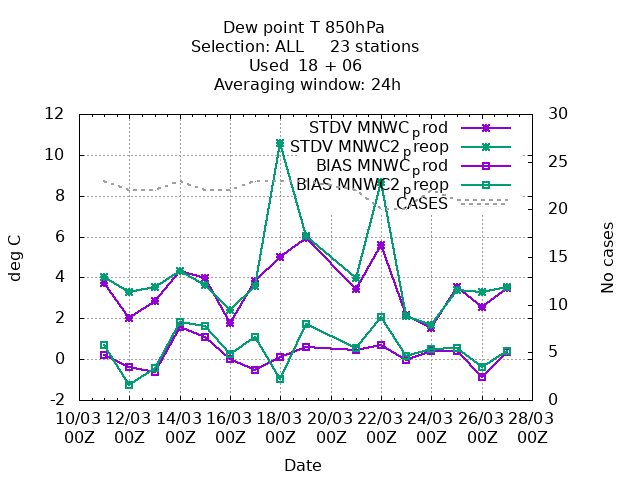 Dew point T 850hPa
Selection: ALL 23 stations
Used 18 + 06
Averaging window: 24h
12 30
STDV MNWC_prod
STDV MNWC2_preop
10 25
BIAS MNWC_prod
BIAS MNWC2_preop
8
CASES
20
6
deg C
15
No cases
4
10
2
5
0
-2 0
10/03 12/03 14/03 16/03 18/03 20/03 22/03 24/03 26/03 28/03
00Z 00Z 00Z 00Z 00Z 00Z 00Z 00Z 00Z 00Z
Date